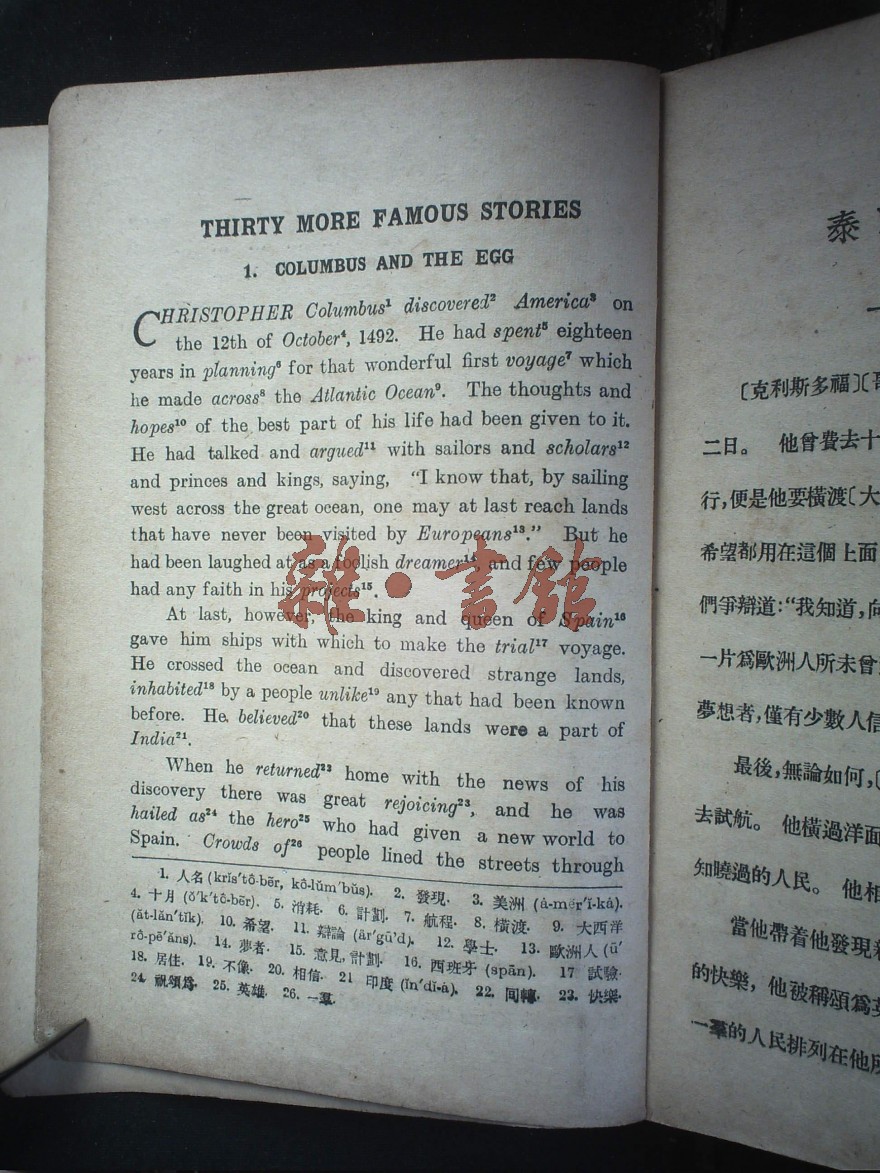 THIRTY MORE FAMOUS STORIES
1. COLUMBUS AND THE EGG
CHRISTOPHER Columbus¹ discovered² America³ on
the 12th of October⁴, 1492. He had spent⁵ eighteen
years in planning⁶ for that wonderful first voyage⁷ which
he made across⁸ the Atlantic Ocean⁹. The thoughts and
hopes¹⁰ of the best part of his life had been given to it.
He had talked and argued¹¹ with sailors and scholars¹²
and princes and kings, saying, “I know that, by sailing
west across the great ocean, one may at last reach lands
that have never been visited by Europeans¹³.” But he
had been laughed at as a foolish dreamer¹⁴ and few people
had any faith in his projects¹⁵.
At last, however, the king and queen of Spain¹⁶
gave him ships with which to make the trial¹⁷ voyage.
He crossed the ocean and discovered strange lands,
inhabited¹⁸ by a people unlike¹⁹ any that had been known
before. He believed²⁰ that these lands were a part of
India²¹.
When he returned²² home with the news of his
discovery there was great rejoicing²³, and he was
hailed as²⁴ the hero²⁵ who had given a new world to
Spain. Crowds of²⁶ people lined the streets through
1. 人名 (krĭs′tô-bĕr, kô-lŭm′bŭs). 2. 發現. 3. 美洲 (á-mĕr′ĭ-ká).
4. 十月 (ŏ′k′tô-bĕr). 5. 消耗. 6. 計劃. 7. 航程. 8. 橫渡. 9. 大西洋
(ăt-lăn′tĭk). 10. 希望. 11. 辯論 (är′gū′d). 12. 學士. 13. 歐洲人 (ū′
rô-pē′ăns). 14. 夢者. 15. 意見, 計劃. 16. 西班牙 (spān). 17 試驗.
18. 居住. 19. 不像. 20. 相信. 21 印度 (ĭn′dĭ-á). 22. 回轉. 23. 快樂.
24. 祝頌爲. 25. 英雄. 26. 一羣.
雜·書館
泰
〔克利斯多福〕〔
二日。 他曾費去十
行,便是他要橫渡〔大
希望都用在這個上面
們爭辯道:“我知道,向
一片爲歐洲人所未曾
夢想者,僅有少數人信
最後,無論如何,〔
去試航。 他橫過洋面
知曉過的人民。 他相
當他帶着他發現
的快樂,他被稱頌爲英
一羣的人民排列在他所